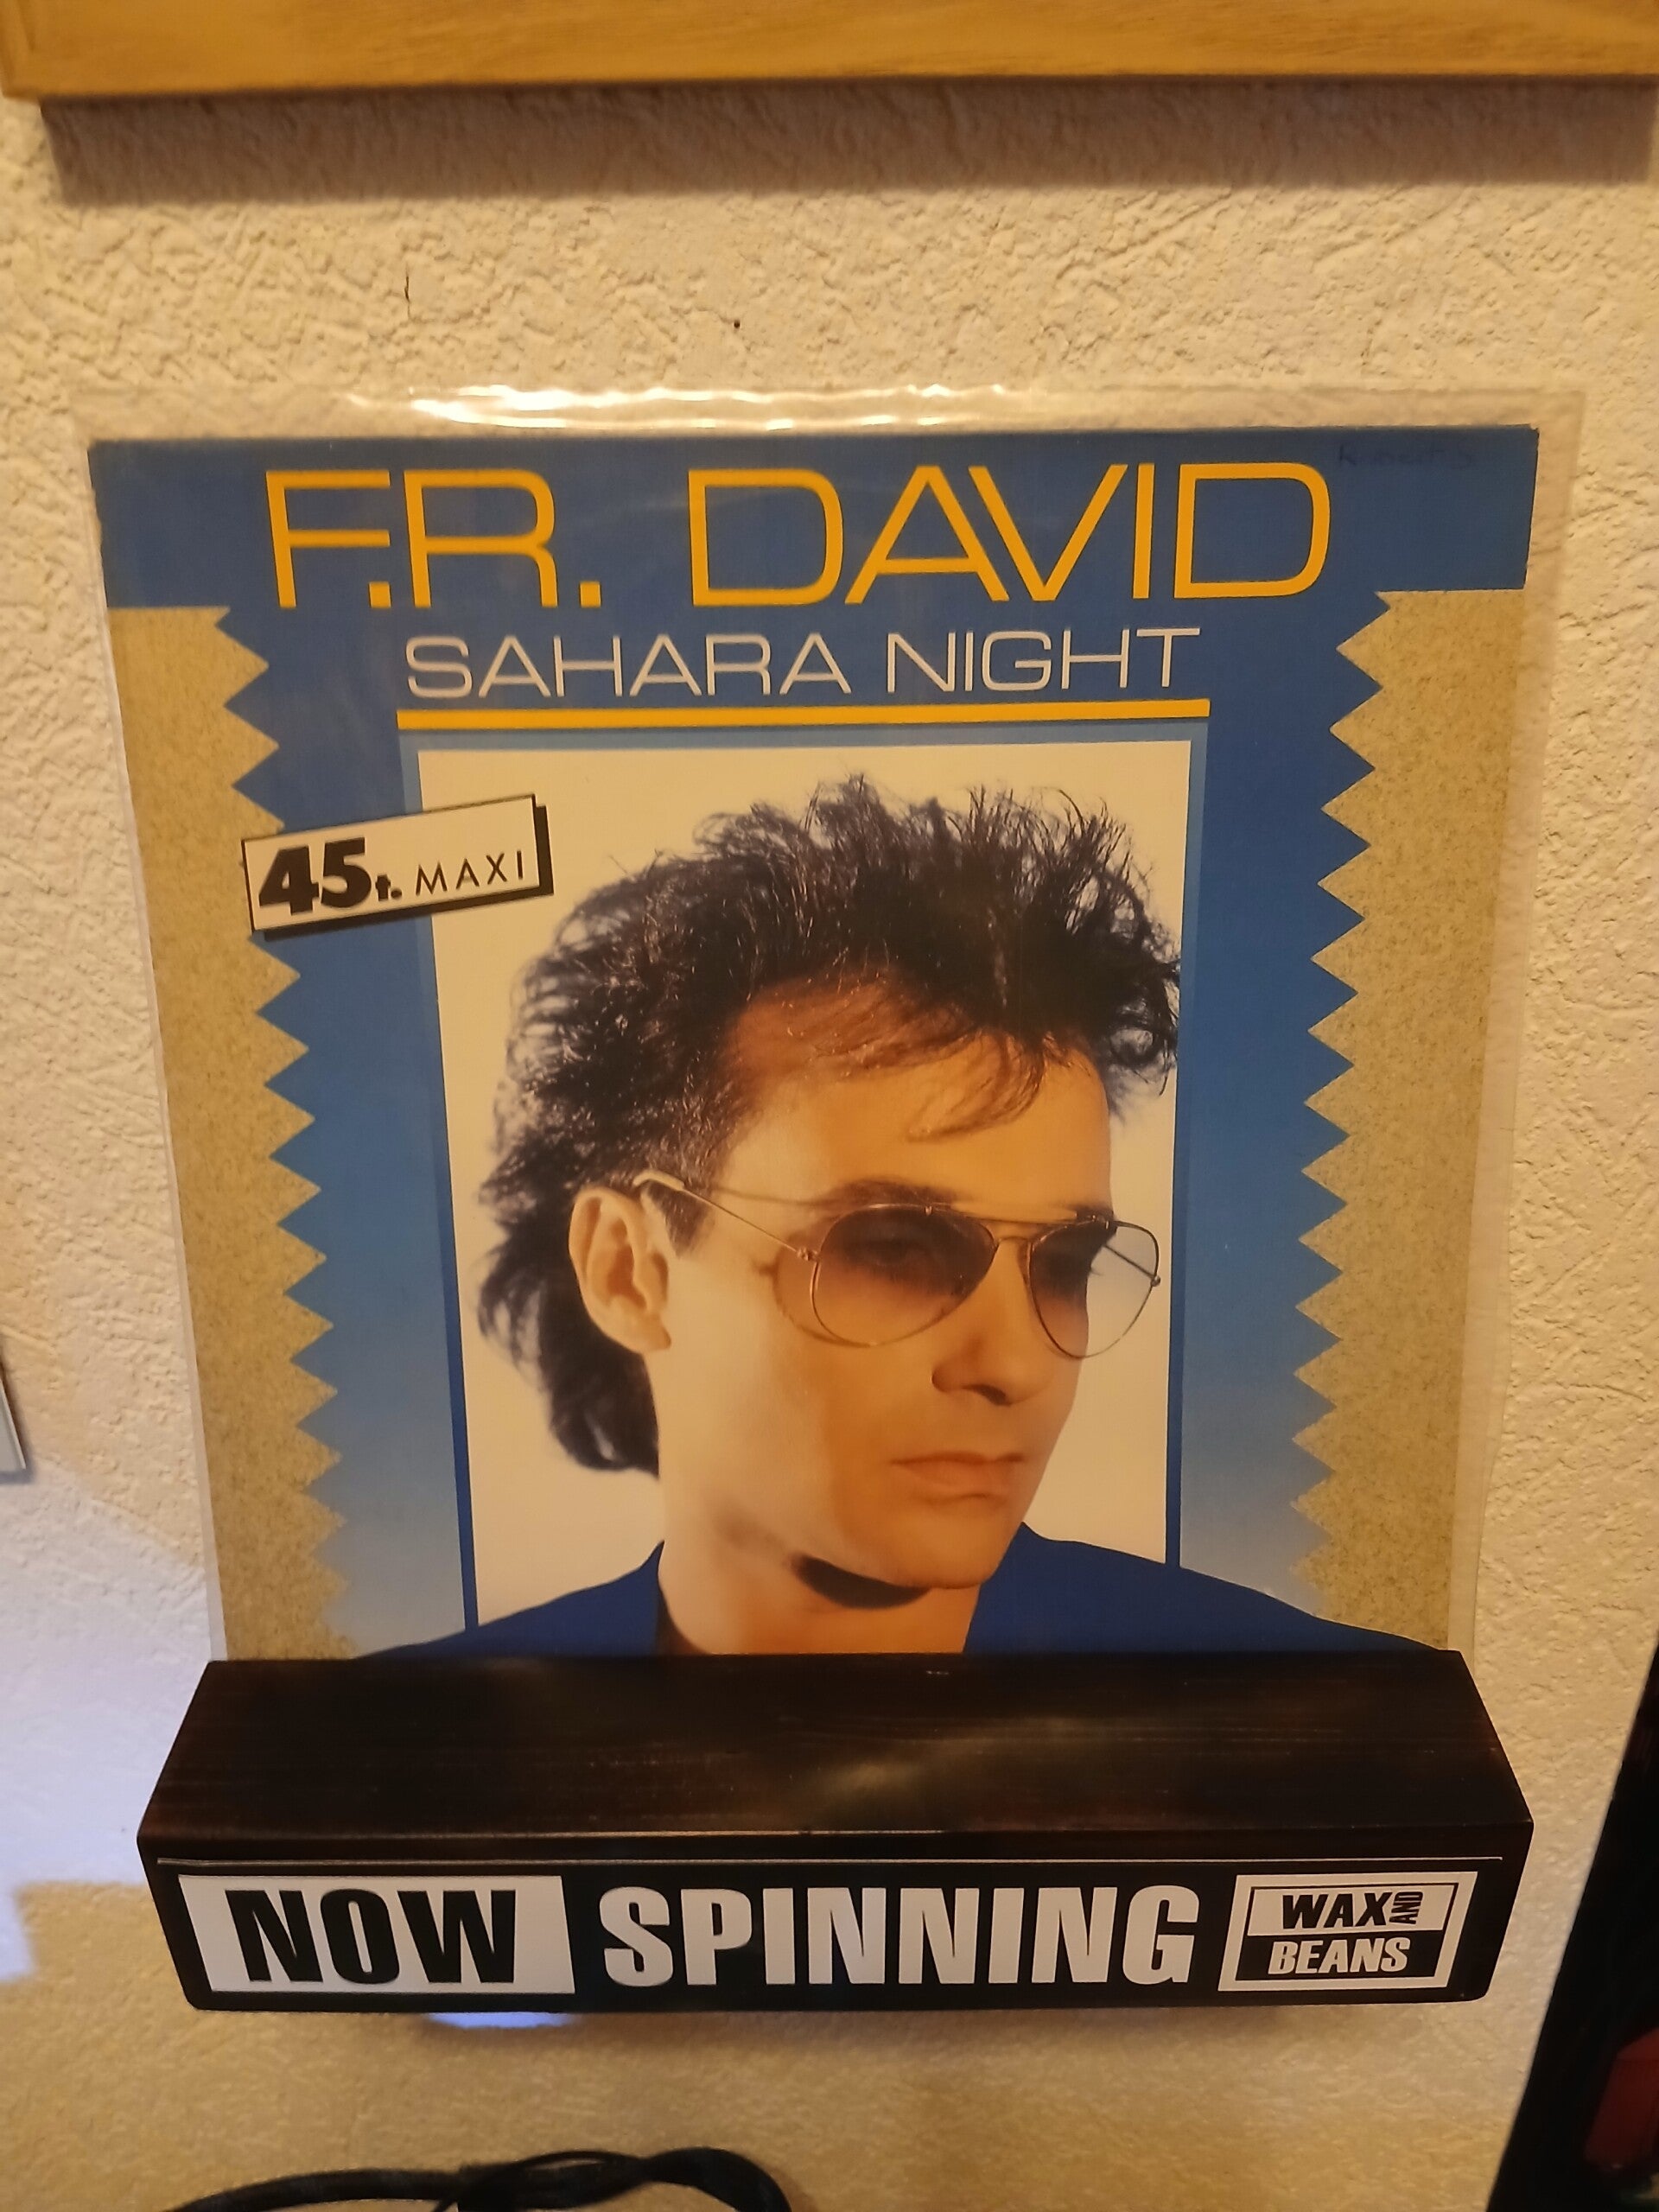 F.R. DAVID
SAHARA NIGHT
45t. MAXI
NOW SPINNING
WAX AND
BEANS